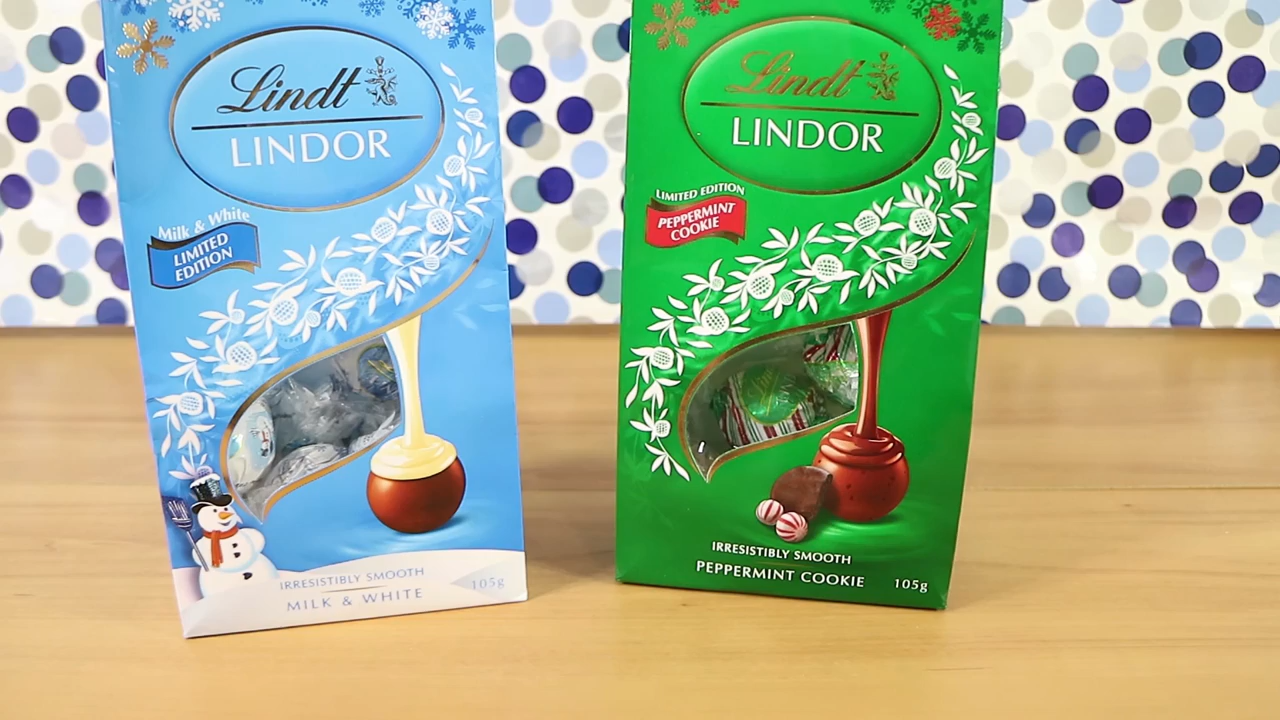 Lindt
LINDOR
Milk & White
LIMITED
EDITION
IRRESISTIBLY SMOOTH
MILK & WHITE
105g
Lindt
LINDOR
LIMITED EDITION
PEPPERMINT
COOKIE
IRRESISTIBLY SMOOTH
PEPPERMINT COOKIE
105g